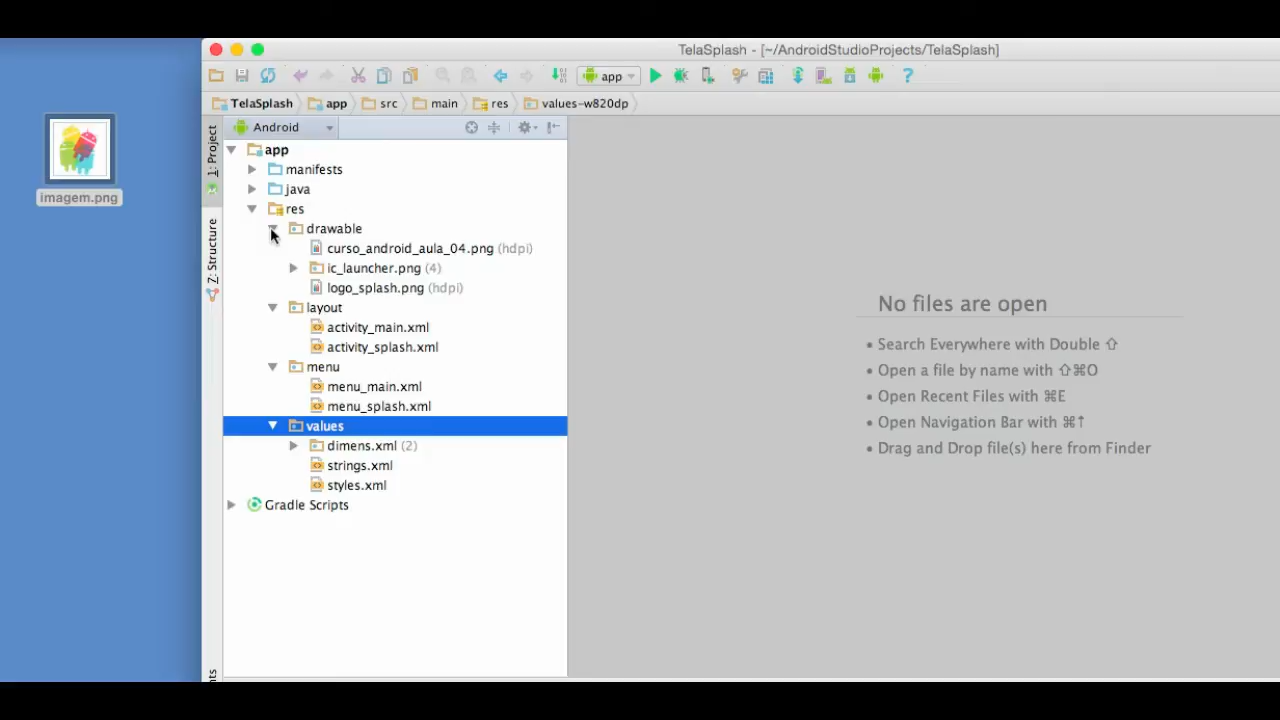 TelaSplash - [~/AndroidStudioProjects/TelaSplash]
app
TelaSplash app src main res values-w820dp
1: Project
Android
app
manifests
java
res
drawable
curso_android_aula_04.png (hdpi)
ic_launcher.png (4)
logo_splash.png (hdpi)
layout
activity_main.xml
activity_splash.xml
menu
menu_main.xml
menu_splash.xml
values
dimens.xml (2)
strings.xml
styles.xml
Gradle Scripts
7: Structure
imagem.png
No files are open
• Search Everywhere with Double ⇧
• Open a file by name with ⇧⌘O
• Open Recent Files with ⌘E
• Open Navigation Bar with ⌘↑
• Drag and Drop file(s) here from Finder